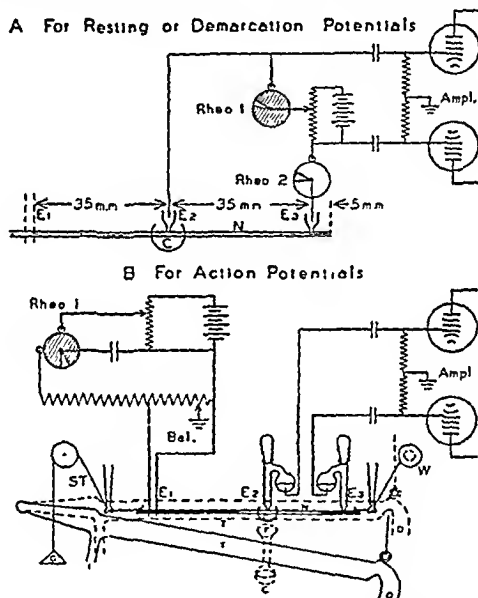 A For Resting or Demarcation Potentials
Rheo 1
Ampl.
Rheo 2
E1 35 m.m E2 35 mm E3 5 mm
N
C
B For Action Potentials
Rheo 1
Ampl
Bal.
ST E1 E2 N E3 W
F
T
T
D
C
G